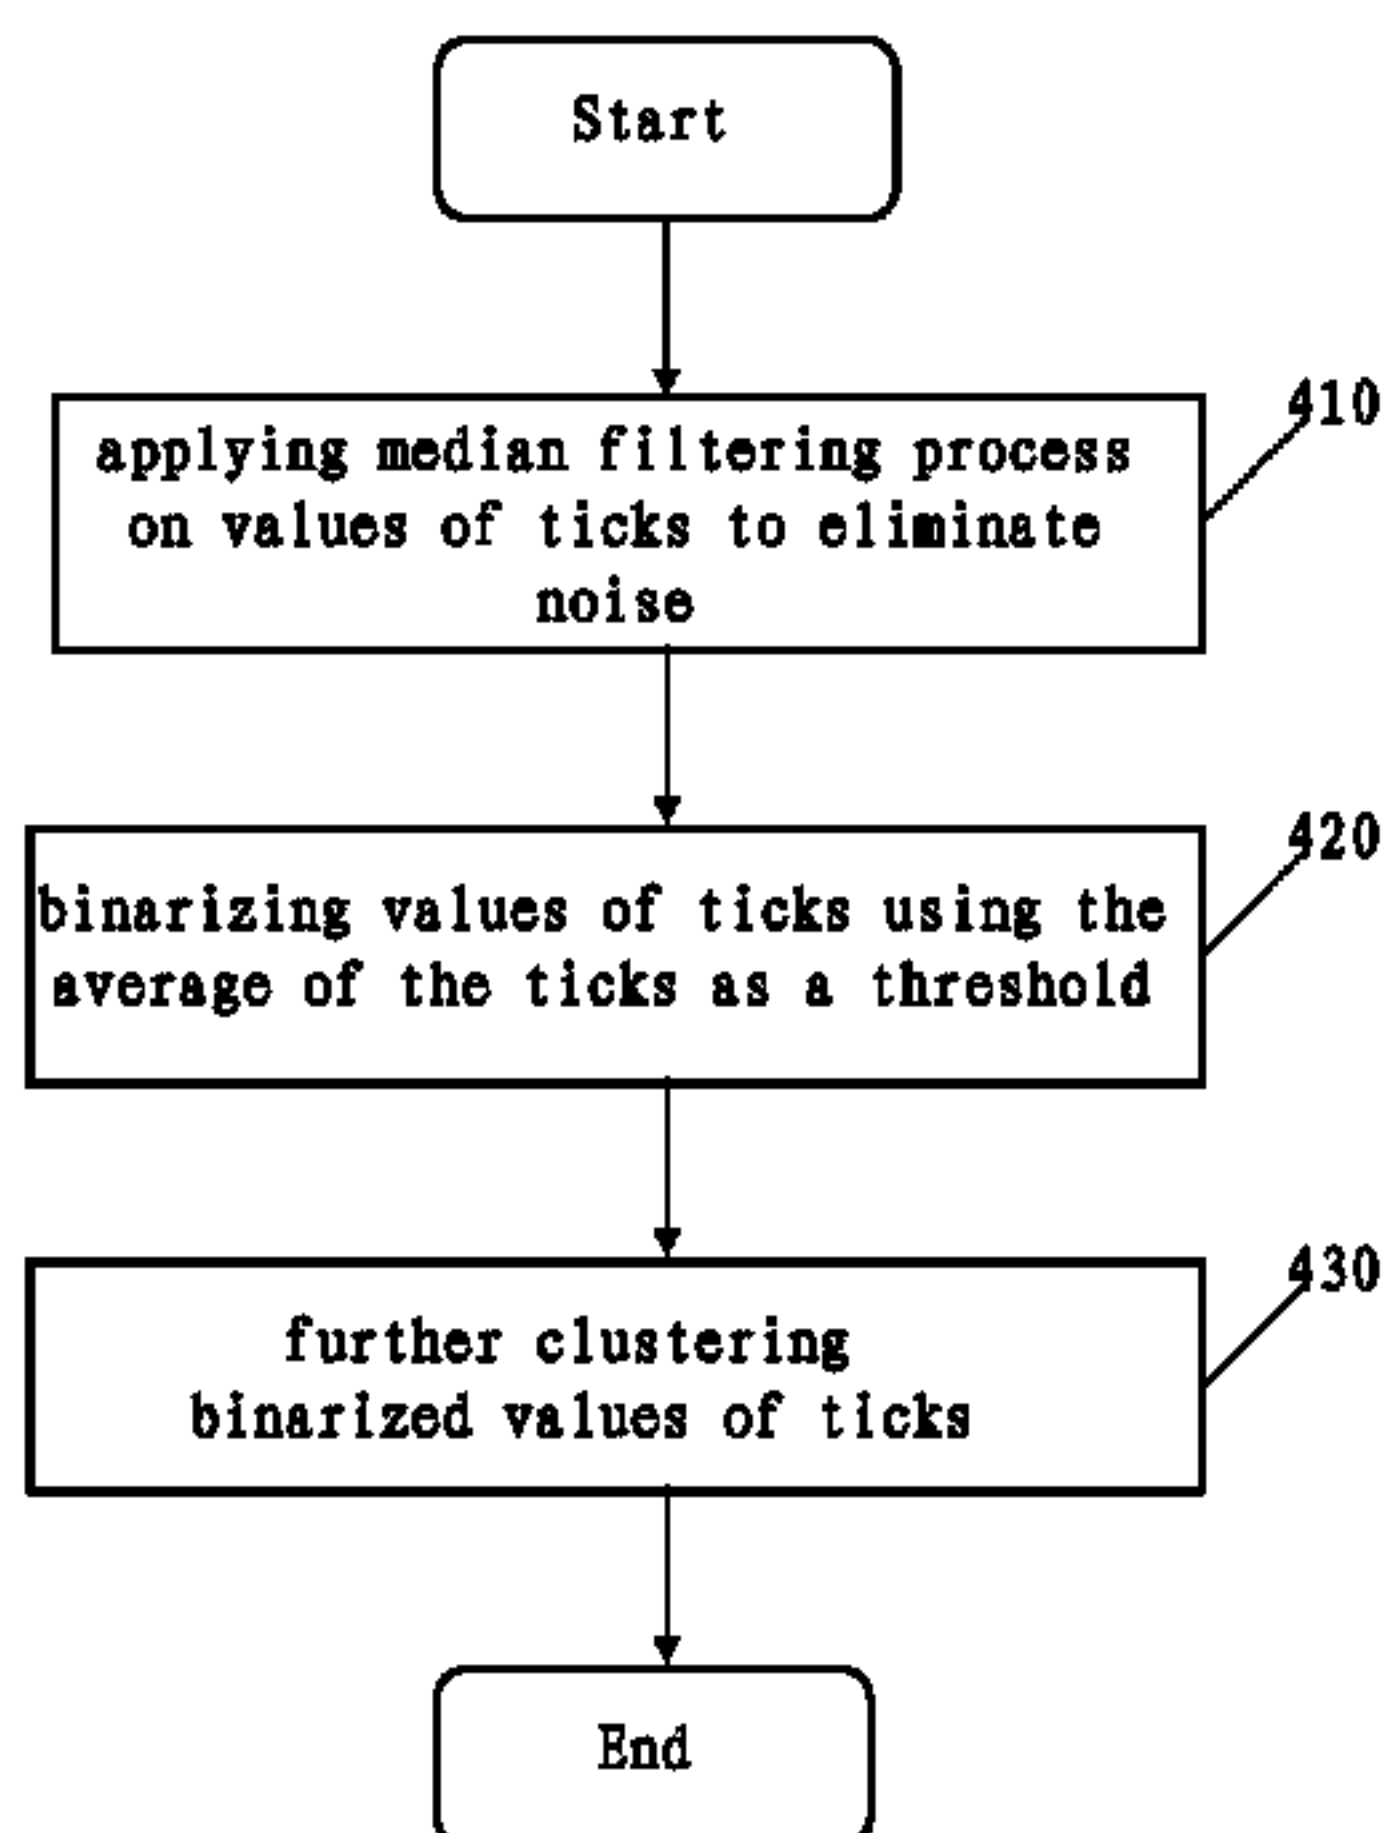 Start
410
applying median filtering process
on values of ticks to eliminate
noise
420
binarizing values of ticks using the
average of the ticks as a threshold
430
further clustering
binarized values of ticks
End